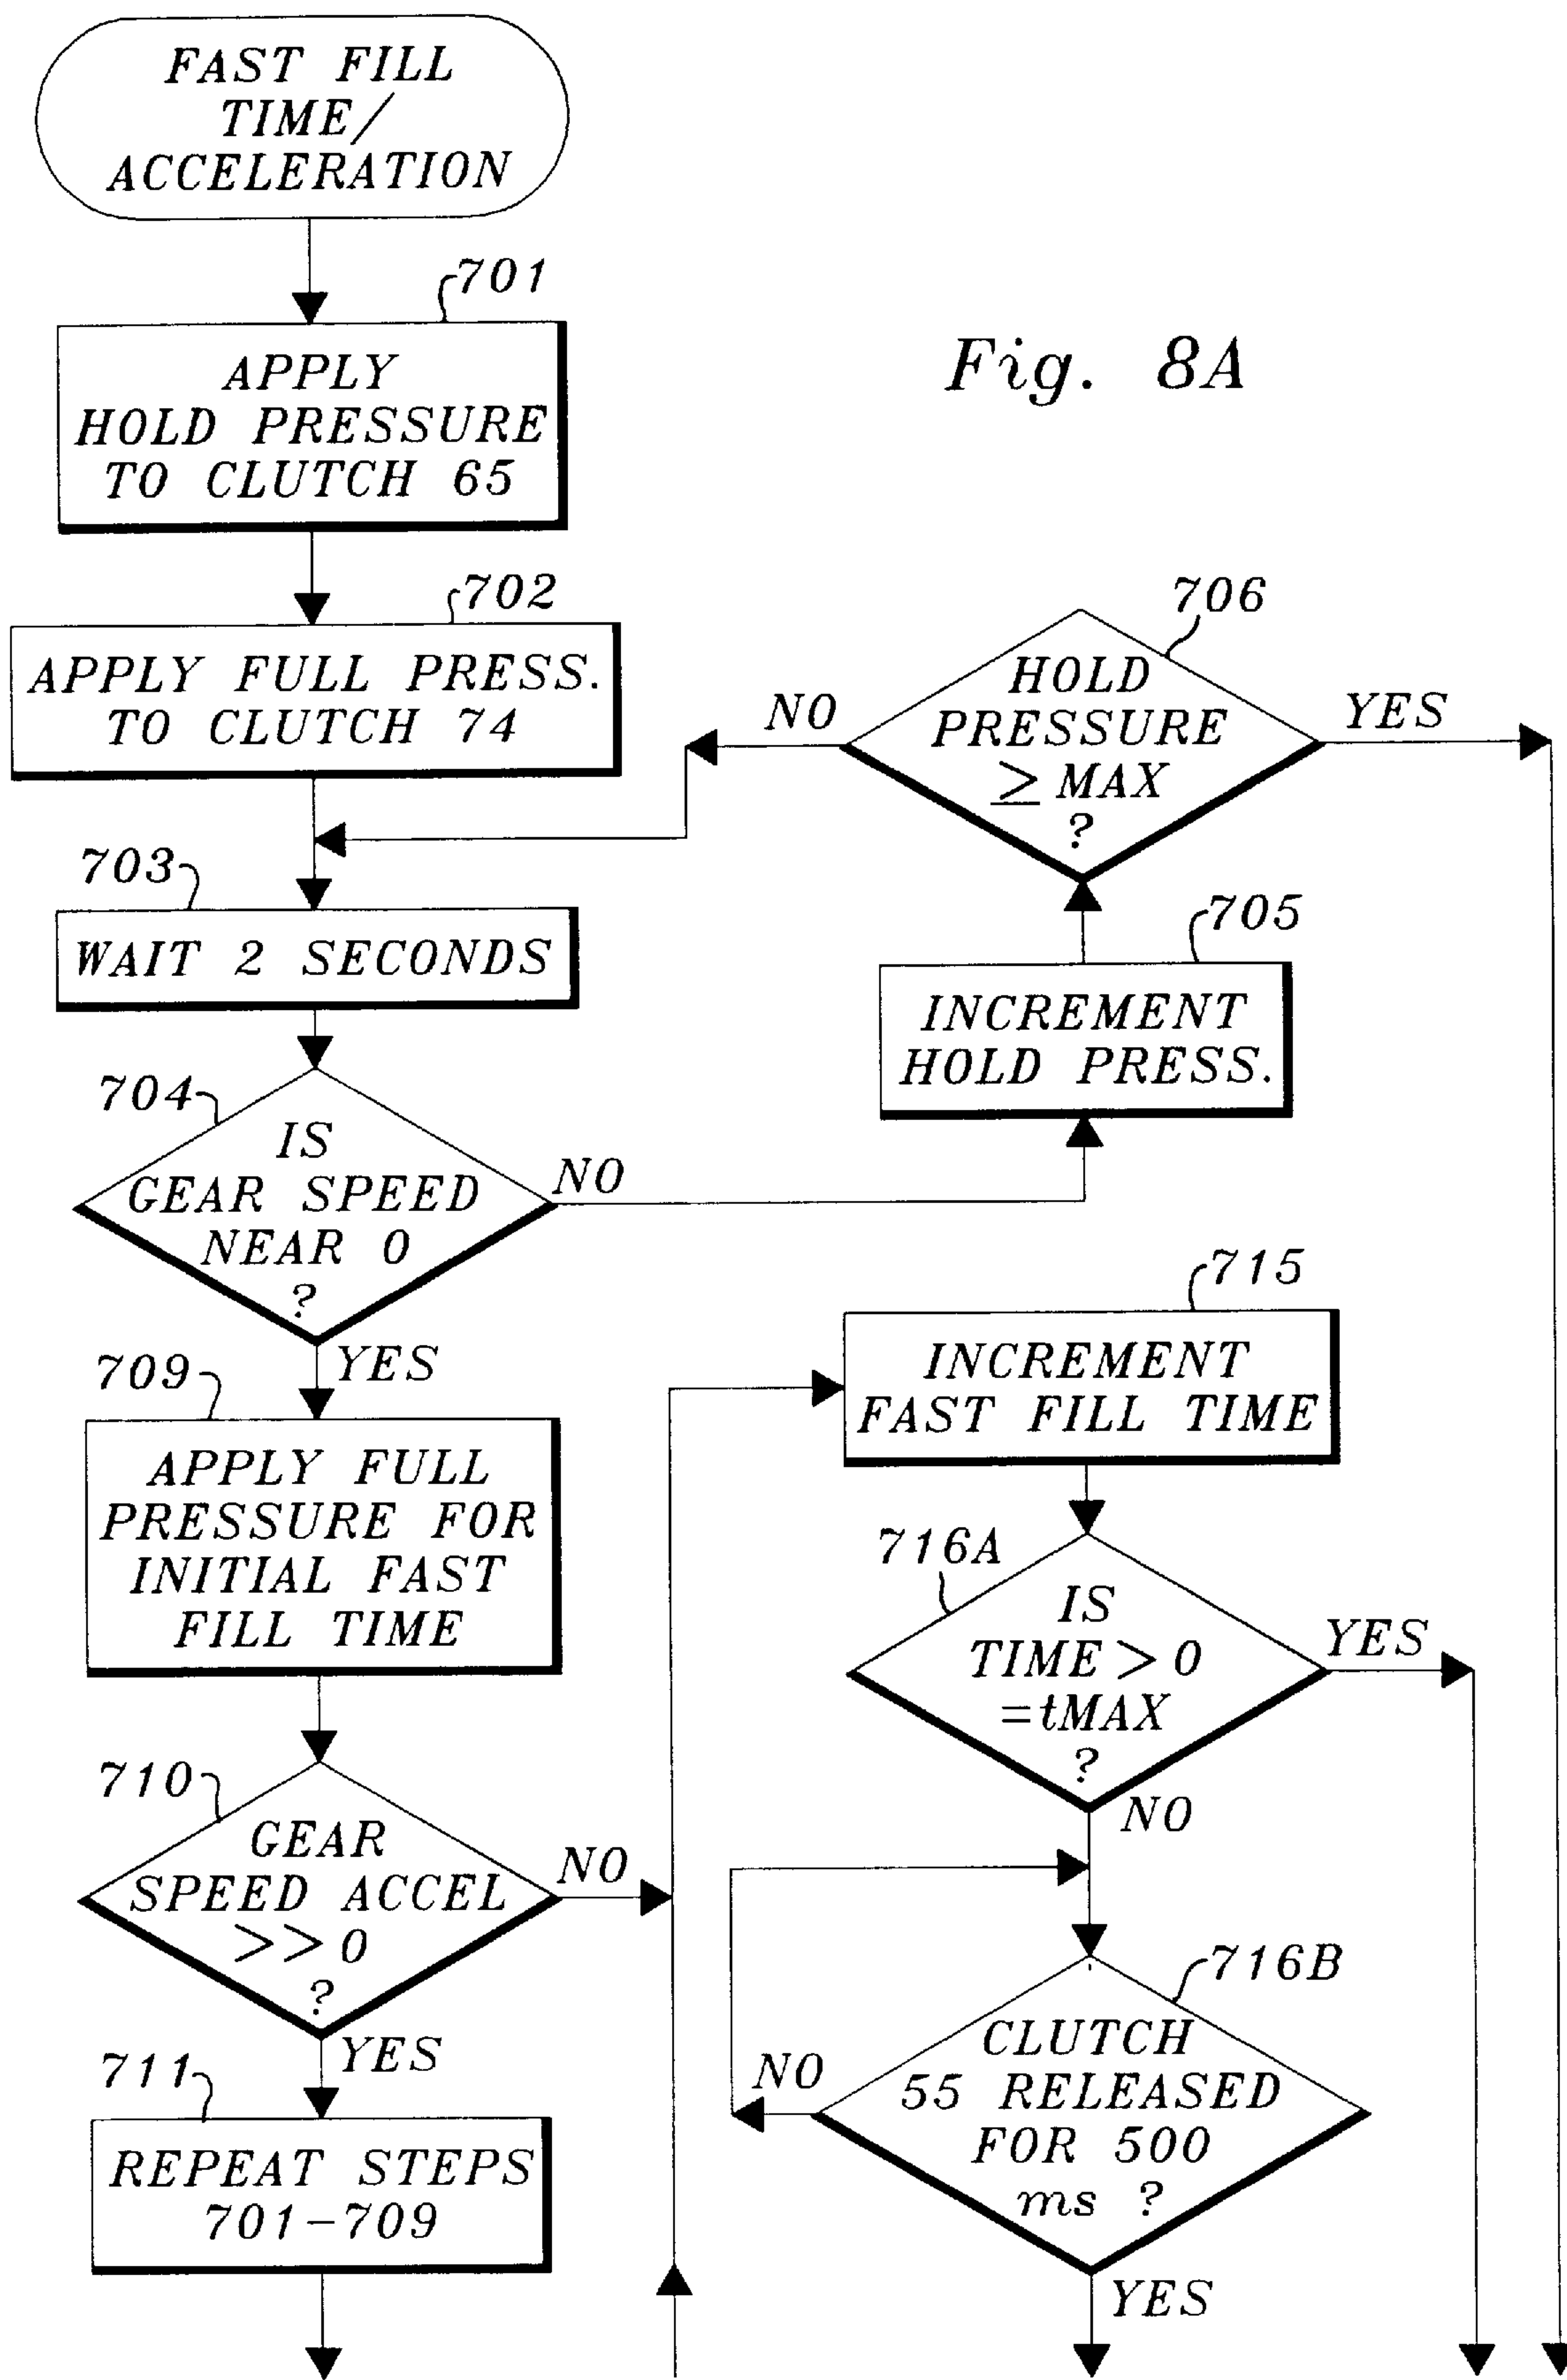 FAST FILL
TIME/
ACCELERATION
701
APPLY
HOLD PRESSURE
TO CLUTCH 65
Fig. 8A
702
APPLY FULL PRESS.
TO CLUTCH 74
706
HOLD
PRESSURE
≥ MAX
?
NO
YES
703
WAIT 2 SECONDS
705
INCREMENT
HOLD PRESS.
704
IS
GEAR SPEED
NEAR 0
?
NO
YES
709
APPLY FULL
PRESSURE FOR
INITIAL FAST
FILL TIME
715
INCREMENT
FAST FILL TIME
716A
IS
TIME > 0
=tMAX
?
YES
NO
710
GEAR
SPEED ACCEL
>> 0
?
NO
YES
711
REPEAT STEPS
701-709
716B
CLUTCH
55 RELEASED
FOR 500
ms ?
NO
YES